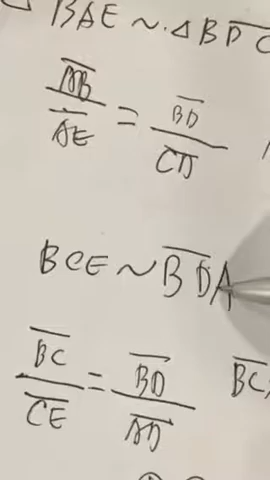 △BAE ~ △BDC
AB/AE = BD/CD
BCE ~ BDA
BC/CE = BD/AD BC